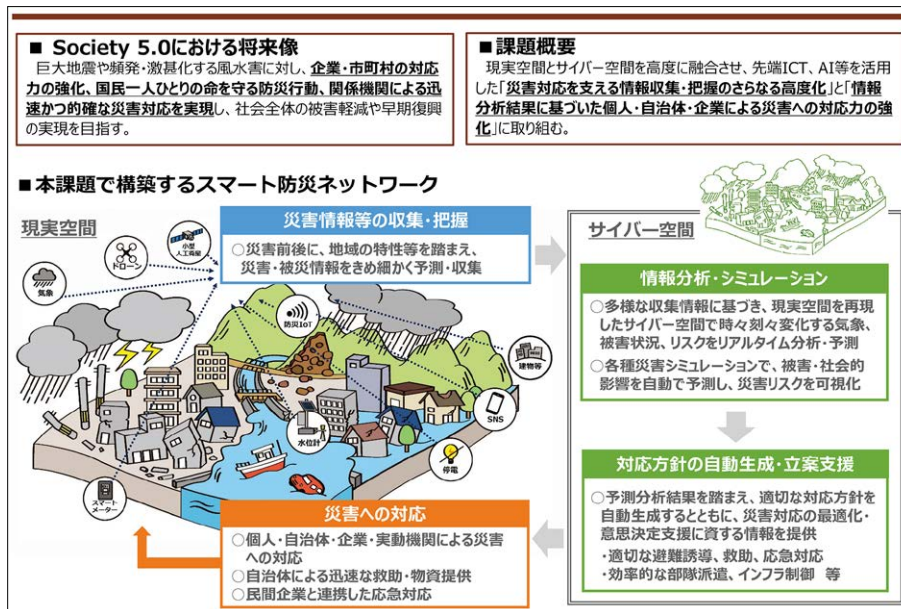 ■ Society 5.0における将来像
巨大地震や頻発・激甚化する風水害に対し、企業・市町村の対応
力の強化、国民一人ひとりの命を守る防災行動、関係機関による迅
速かつ的確な災害対応を実現し、社会全体の被害軽減や早期復興
の実現を目指す。
■課題概要
現実空間とサイバー空間を高度に融合させ、先端ICT、AI等を活用
した「災害対応を支える情報収集・把握のさらなる高度化」と「情報
分析結果に基づいた個人・自治体・企業による災害への対応力の強
化」に取り組む。
■本課題で構築するスマート防災ネットワーク
現実空間
災害情報等の収集・把握
○災害前後に、地域の特性等を踏まえ、
災害・被災情報をきめ細かく予測・収集
小型
人工衛星
ドローン
気象
防災IoT
建物等
SNS
水位計
停電
スマート
メーター
サイバー空間
情報分析・シミュレーション
○多様な収集情報に基づき、現実空間を再現
したサイバー空間で時々刻々変化する気象、
被害状況、リスクをリアルタイム分析・予測
○各種災害シミュレーションで、被害・社会的
影響を自動で予測し、災害リスクを可視化
対応方針の自動生成・立案支援
○予測分析結果を踏まえ、適切な対応方針を
自動生成するとともに、災害対応の最適化・
意思決定支援に資する情報を提供
・適切な避難誘導、救助、応急対応
・効率的な部隊派遣、インフラ制御 等
災害への対応
○個人・自治体・企業・実動機関による災害
への対応
○自治体による迅速な救助・物資提供
○民間企業と連携した応急対応